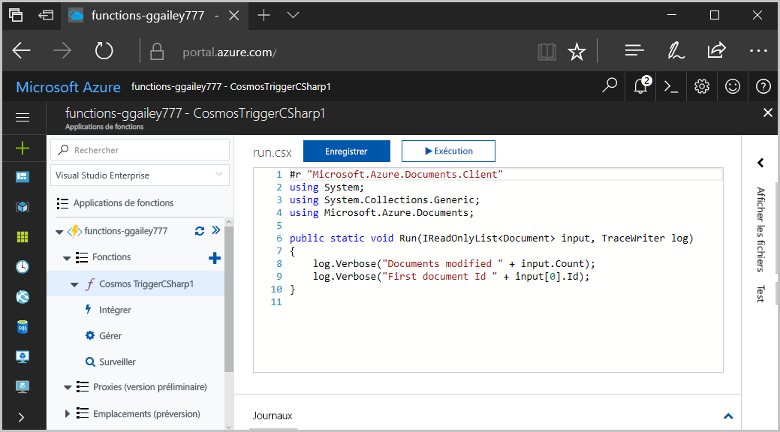 functions-ggailey777 -
portal.azure.com/
Microsoft Azure functions-ggailey777 - CosmosTriggerCSharp1
2
functions-ggailey777 - CosmosTriggerCSharp1
Applications de fonctions
Rechercher
Visual Studio Enterprise
Applications de fonctions
functions-ggailey777
Fonctions
Cosmos TriggerCSharp1
Intégrer
Gérer
Surveiller
Proxies (version préliminaire)
Emplacements (préversion)
run.csx
Enregistrer
Exécution
1 #r "Microsoft.Azure.Documents.Client"
2 using System;
3 using System.Collections.Generic;
4 using Microsoft.Azure.Documents;
5
6 public static void Run(IReadOnlyList<Document> input, TraceWriter log)
7 {
8 log.Verbose("Documents modified " + input.Count);
9 log.Verbose("First document Id " + input[0].Id);
10 }
11
Journaux
Afficher les fichiers
Test